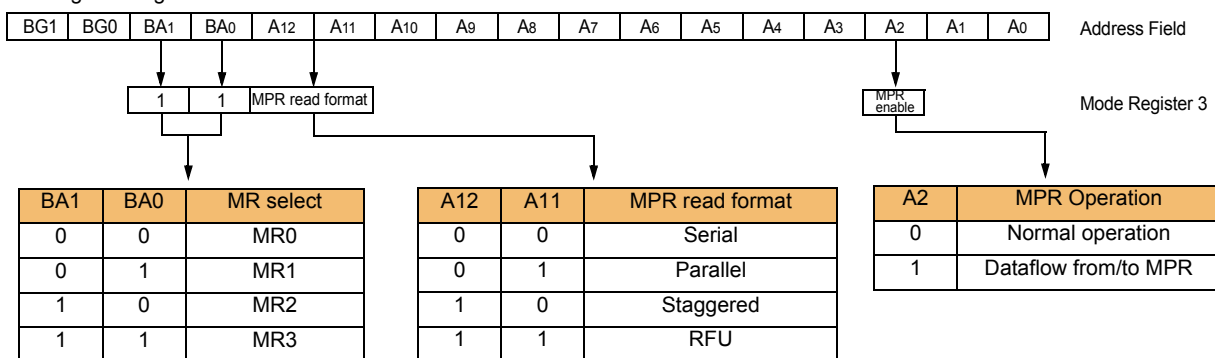 BG1 BG0 BA1 BA0 A12 A11 A10 A9 A8 A7 A6 A5 A4 A3 A2 A1 A0 Address Field
1 1 MPR read format MPR enable Mode Register 3
BA1 BA0 MR select
0 0 MR0
0 1 MR1
1 0 MR2
1 1 MR3
A12 A11 MPR read format
0 0 Serial
0 1 Parallel
1 0 Staggered
1 1 RFU
A2 MPR Operation
0 Normal operation
1 Dataflow from/to MPR